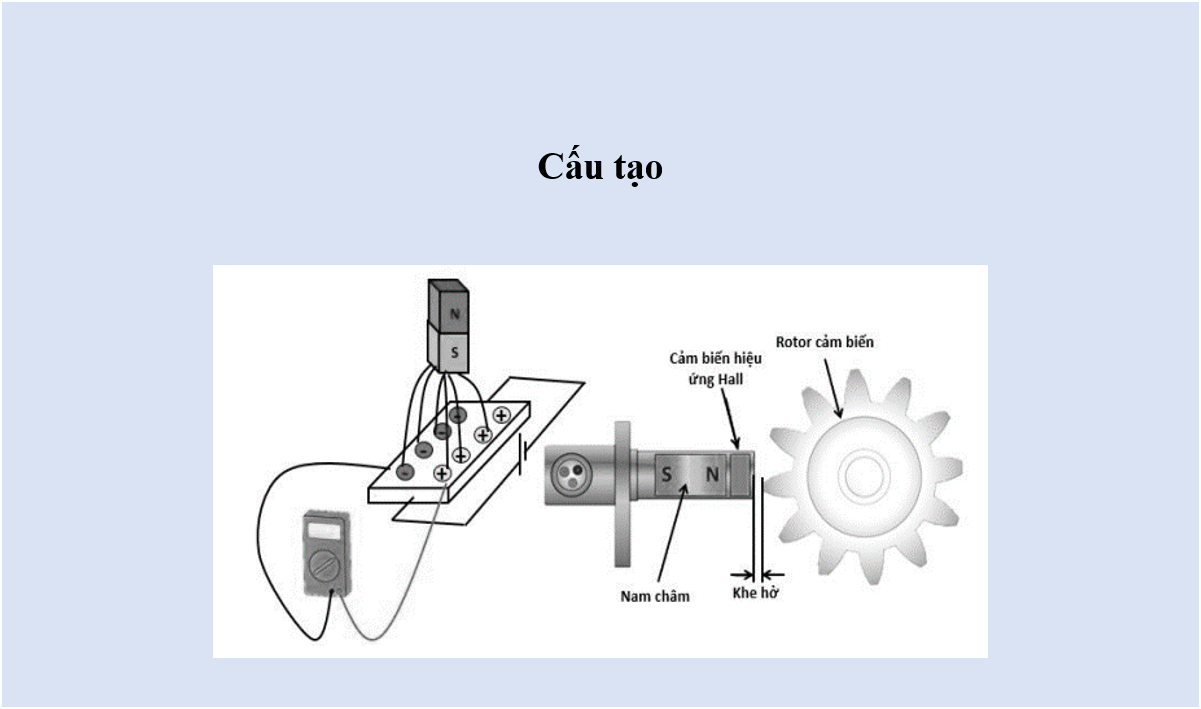 Cấu tạo
N
S
- + - + - + - +
Rotor cảm biến
Cảm biến hiệu
ứng Hall
S N
Nam châm
Khe hở